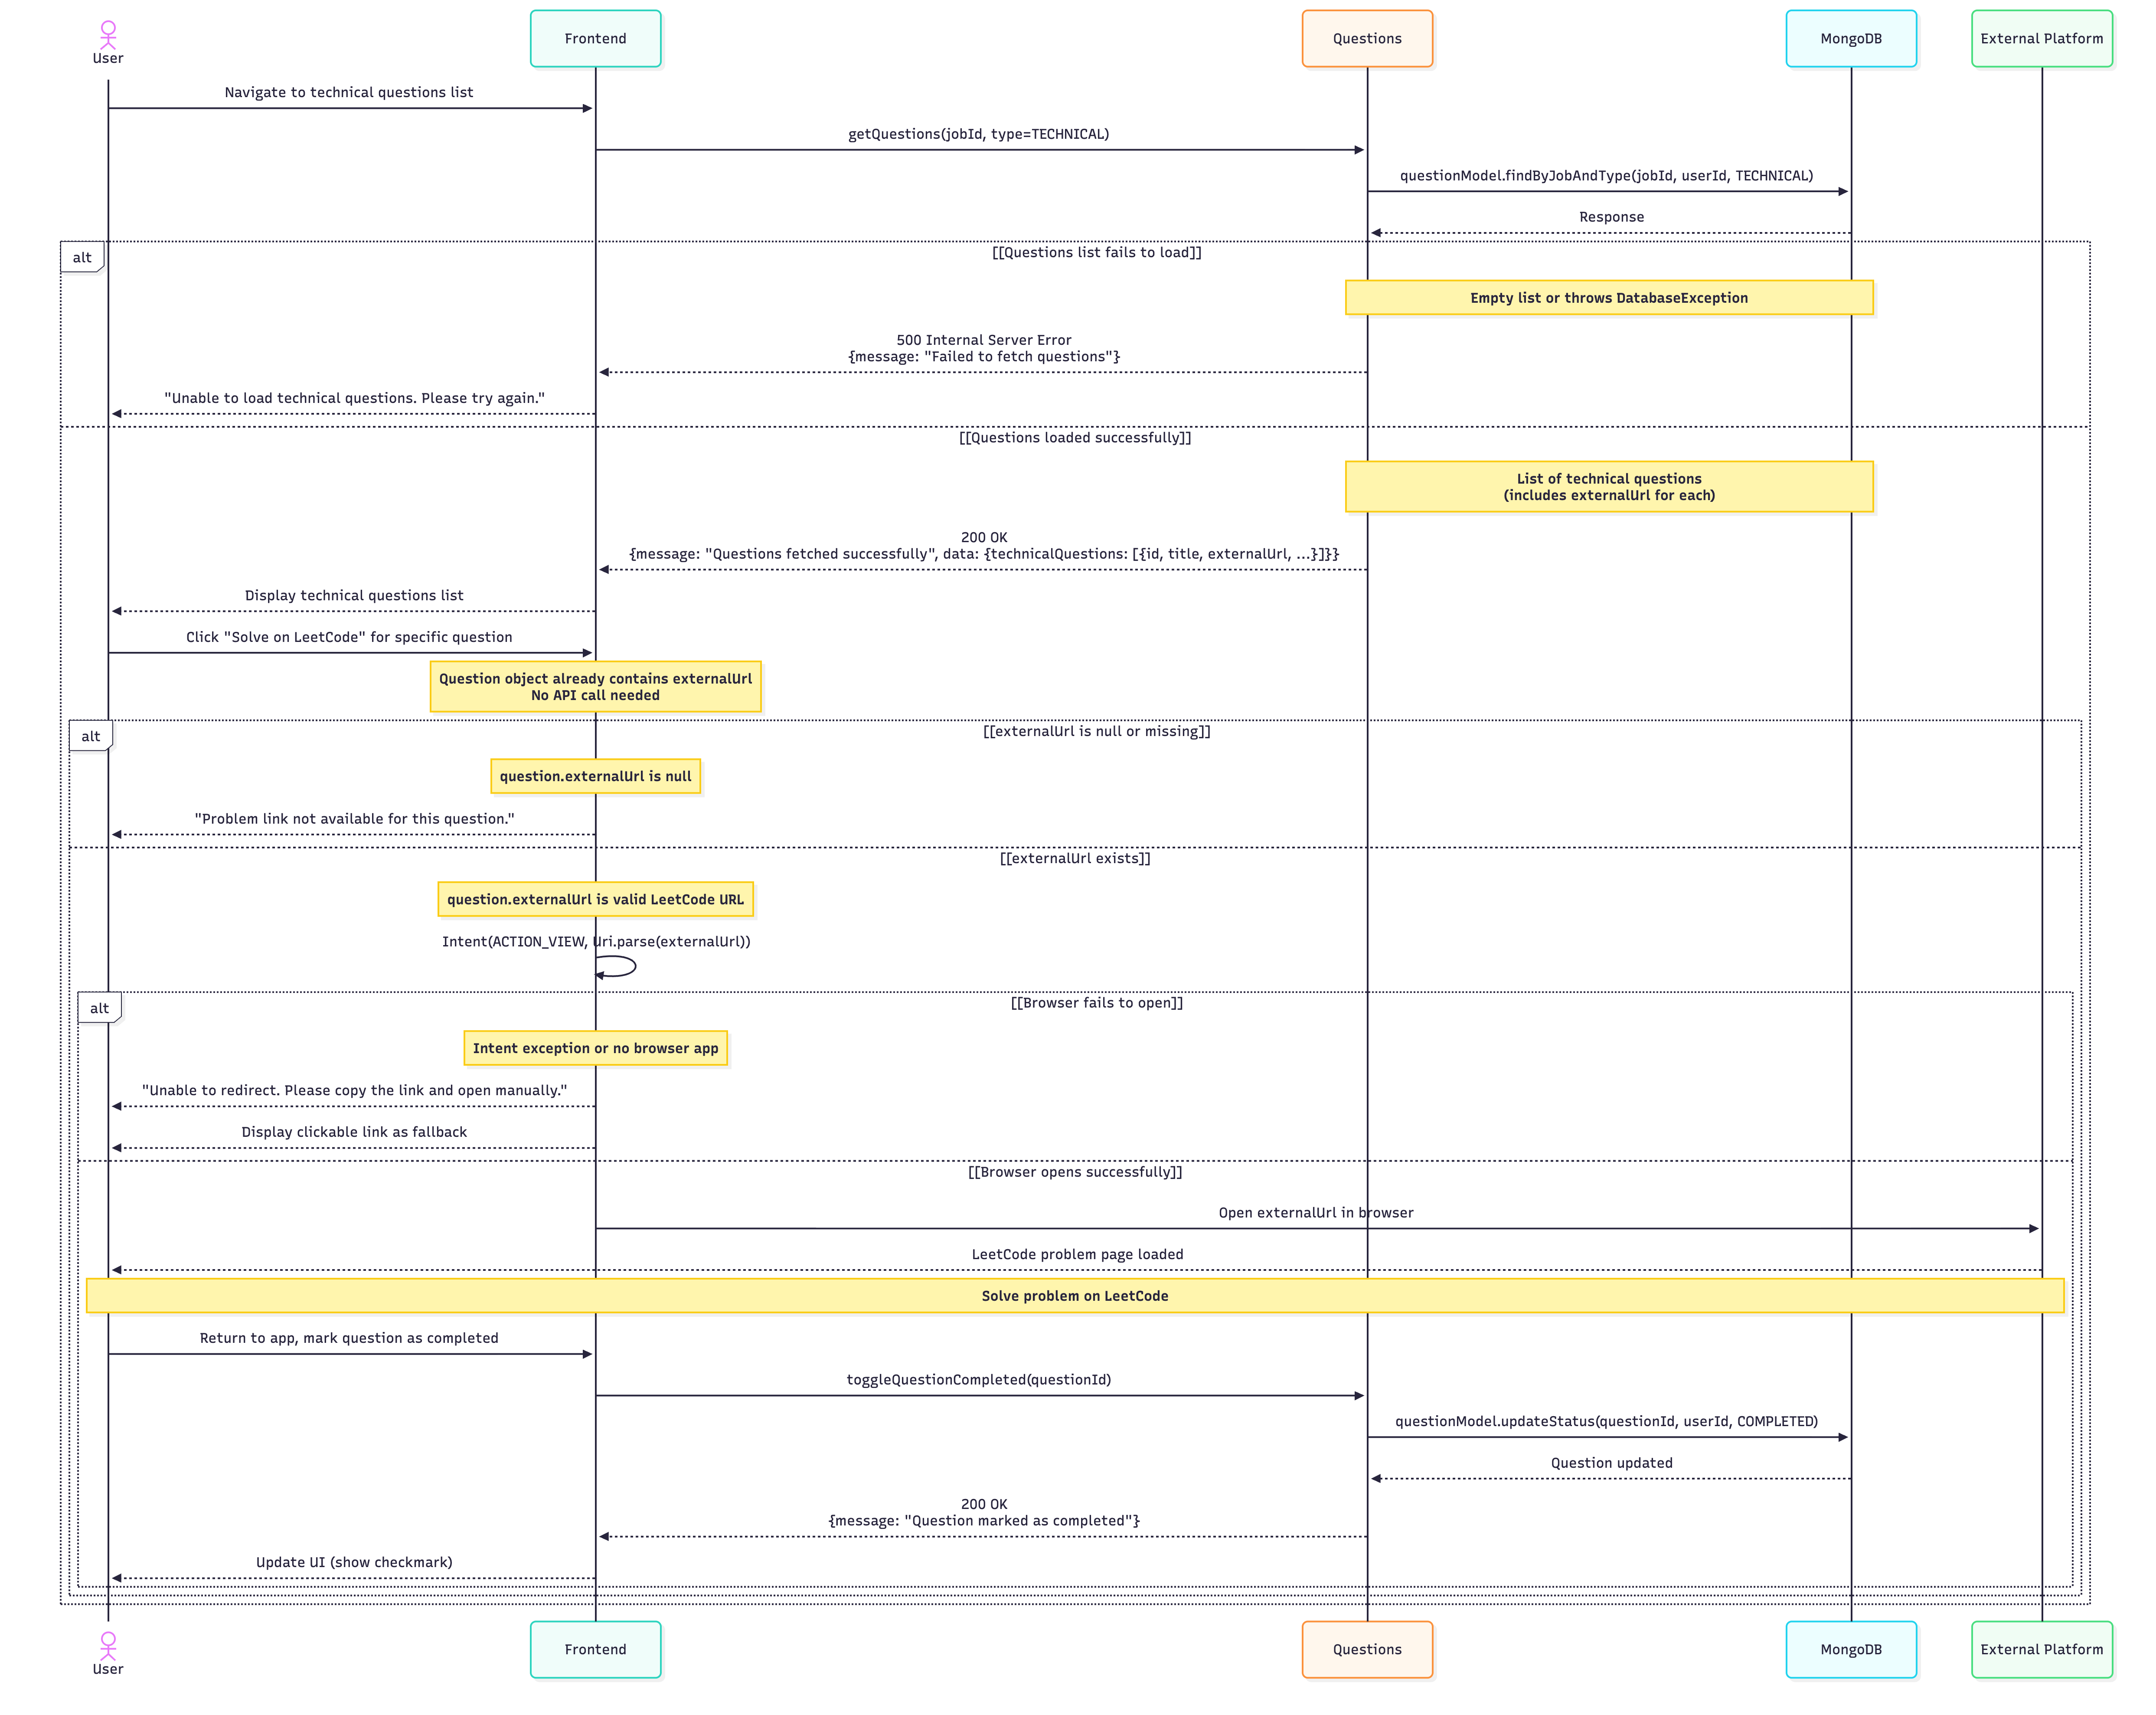 User
Frontend
Questions
MongoDB
External Platform
Navigate to technical questions list
getQuestions(jobId, type=TECHNICAL)
questionModel.findByJobAndType(jobId, userId, TECHNICAL)
Response
alt
[[Questions list fails to load]]
Empty list or throws DatabaseException
500 Internal Server Error
{message: "Failed to fetch questions"}
"Unable to load technical questions. Please try again."
[[Questions loaded successfully]]
List of technical questions
(includes externalUrl for each)
200 OK
{message: "Questions fetched successfully", data: {technicalQuestions: [{id, title, externalUrl, ...}]}}
Display technical questions list
Click "Solve on LeetCode" for specific question
Question object already contains externalUrl
No API call needed
alt
[[externalUrl is null or missing]]
question.externalUrl is null
"Problem link not available for this question."
[[externalUrl exists]]
question.externalUrl is valid LeetCode URL
Intent(ACTION_VIEW, Uri.parse(externalUrl))
alt
[[Browser fails to open]]
Intent exception or no browser app
"Unable to redirect. Please copy the link and open manually."
Display clickable link as fallback
[[Browser opens successfully]]
Open externalUrl in browser
LeetCode problem page loaded
Solve problem on LeetCode
Return to app, mark question as completed
toggleQuestionCompleted(questionId)
questionModel.updateStatus(questionId, userId, COMPLETED)
Question updated
200 OK
{message: "Question marked as completed"}
Update UI (show checkmark)
User
Frontend
Questions
MongoDB
External Platform